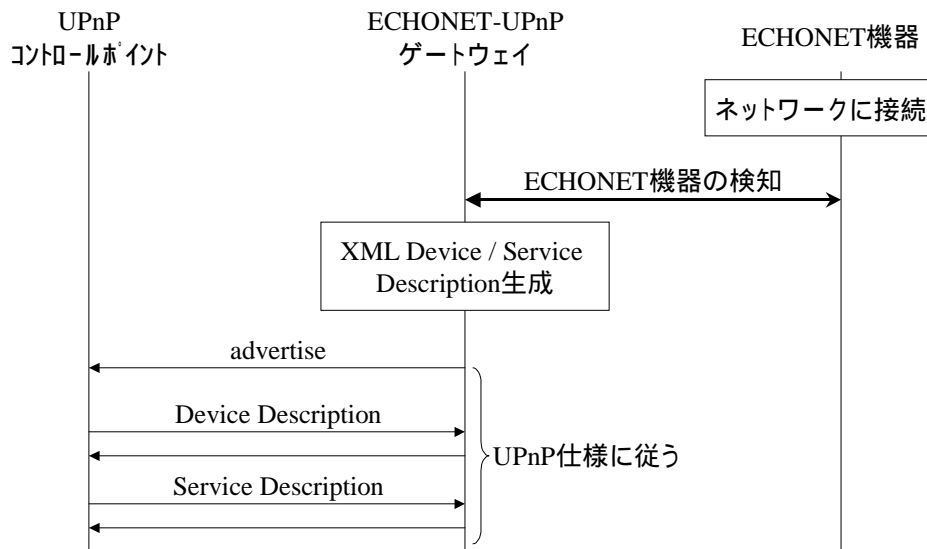 UPnP
コントロールポイント
ECHONET-UPnP
ゲートウェイ
ECHONET機器
ネットワークに接続
ECHONET機器の検知
XML Device / Service
Description生成
advertise
Device Description
UPnP仕様に従う
Service Description